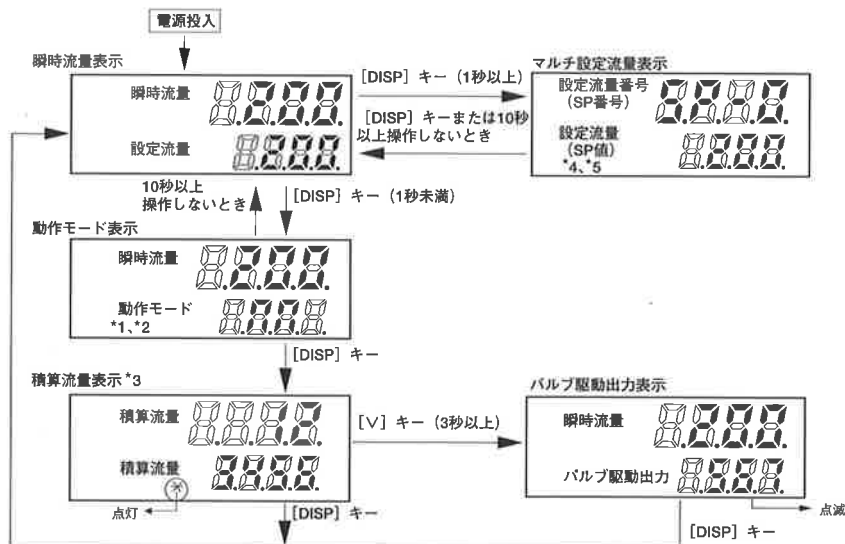 電源投入
瞬時流量表示
瞬時流量
設定流量
[DISP] キー (1秒以上)
[DISP] キーまたは10秒
以上操作しないとき
マルチ設定流量表示
設定流量番号
(SP番号)
設定流量
(SP値)
*4、*5
10秒以上
操作しないとき
[DISP] キー (1秒未満)
動作モード表示
瞬時流量
動作モード
*1、*2
[DISP] キー
積算流量表示 *3
積算流量
積算流量
点灯
[∨] キー (3秒以上)
バルブ駆動出力表示
瞬時流量
バルブ駆動出力
点滅
[DISP] キー
[DISP] キー